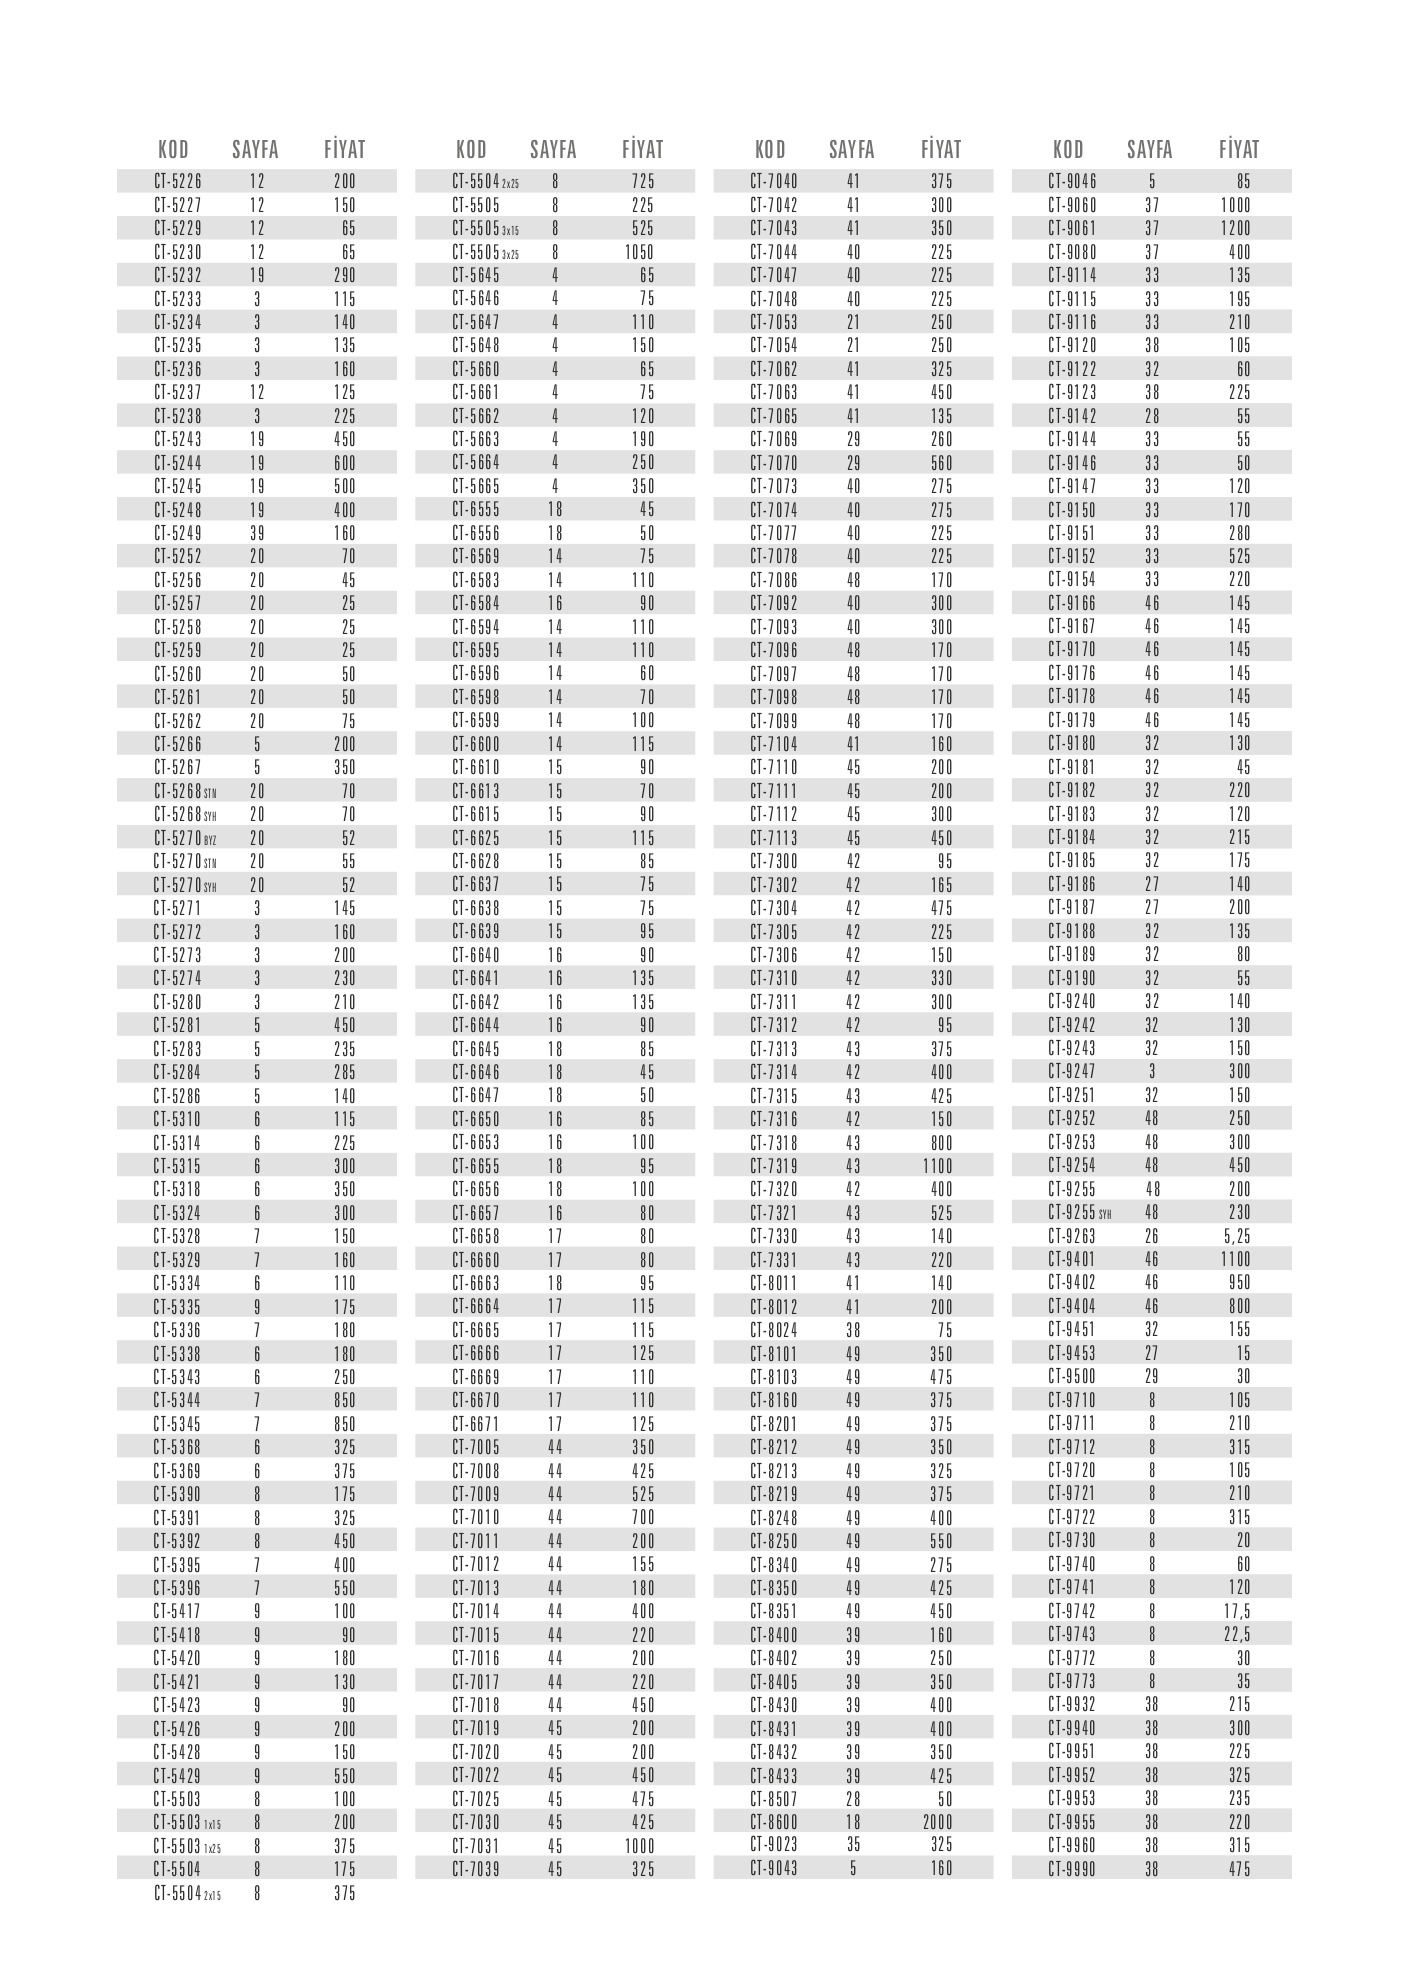 KOD SAYFA FİYAT
CT-5226 12 200
CT-5227 12 150
CT-5229 12 65
CT-5230 12 65
CT-5232 19 290
CT-5233 3 115
CT-5234 3 140
CT-5235 3 135
CT-5236 3 160
CT-5237 12 125
CT-5238 3 225
CT-5243 19 450
CT-5244 19 600
CT-5245 19 500
CT-5248 19 400
CT-5249 39 160
CT-5252 20 70
CT-5256 20 45
CT-5257 20 25
CT-5258 20 25
CT-5259 20 25
CT-5260 20 50
CT-5261 20 50
CT-5262 20 75
CT-5266 5 200
CT-5267 5 350
CT-5268 STN 20 70
CT-5268 SYH 20 70
CT-5270 BYZ 20 52
CT-5270 STN 20 55
CT-5270 SYH 20 52
CT-5271 3 145
CT-5272 3 160
CT-5273 3 200
CT-5274 3 230
CT-5280 3 210
CT-5281 5 450
CT-5283 5 235
CT-5284 5 285
CT-5286 5 140
CT-5310 6 115
CT-5314 6 225
CT-5315 6 300
CT-5318 6 350
CT-5324 6 300
CT-5328 7 150
CT-5329 7 160
CT-5334 6 110
CT-5335 9 175
CT-5336 7 180
CT-5338 6 180
CT-5343 6 250
CT-5344 7 850
CT-5345 7 850
CT-5368 6 325
CT-5369 6 375
CT-5390 8 175
CT-5391 8 325
CT-5392 8 450
CT-5395 7 400
CT-5396 7 550
CT-5417 9 100
CT-5418 9 90
CT-5420 9 180
CT-5421 9 130
CT-5423 9 90
CT-5426 9 200
CT-5428 9 150
CT-5429 9 550
CT-5503 8 100
CT-5503 1x15 8 200
CT-5503 1x25 8 375
CT-5504 8 175
CT-5504 2x15 8 375
KOD SAYFA FİYAT
CT-5504 2x25 8 725
CT-5505 8 225
CT-5505 3x15 8 525
CT-5505 3x25 8 1050
CT-5645 4 65
CT-5646 4 75
CT-5647 4 110
CT-5648 4 150
CT-5660 4 65
CT-5661 4 75
CT-5662 4 120
CT-5663 4 190
CT-5664 4 250
CT-5665 4 350
CT-6555 18 45
CT-6556 18 50
CT-6569 14 75
CT-6583 14 110
CT-6584 16 90
CT-6594 14 110
CT-6595 14 110
CT-6596 14 60
CT-6598 14 70
CT-6599 14 100
CT-6600 14 115
CT-6610 15 90
CT-6613 15 70
CT-6615 15 90
CT-6625 15 115
CT-6628 15 85
CT-6637 15 75
CT-6638 15 75
CT-6639 15 95
CT-6640 16 90
CT-6641 16 135
CT-6642 16 135
CT-6644 16 90
CT-6645 18 85
CT-6646 18 45
CT-6647 18 50
CT-6650 16 85
CT-6653 16 100
CT-6655 18 95
CT-6656 18 100
CT-6657 16 80
CT-6658 17 80
CT-6660 17 80
CT-6663 18 95
CT-6664 17 115
CT-6665 17 115
CT-6666 17 125
CT-6669 17 110
CT-6670 17 110
CT-6671 17 125
CT-7005 44 350
CT-7008 44 425
CT-7009 44 525
CT-7010 44 700
CT-7011 44 200
CT-7012 44 155
CT-7013 44 180
CT-7014 44 400
CT-7015 44 220
CT-7016 44 200
CT-7017 44 220
CT-7018 44 450
CT-7019 45 200
CT-7020 45 200
CT-7022 45 450
CT-7025 45 475
CT-7030 45 425
CT-7031 45 1000
CT-7039 45 325
KOD SAYFA FİYAT
CT-7040 41 375
CT-7042 41 300
CT-7043 41 350
CT-7044 40 225
CT-7047 40 225
CT-7048 40 225
CT-7053 21 250
CT-7054 21 250
CT-7062 41 325
CT-7063 41 450
CT-7065 41 135
CT-7069 29 260
CT-7070 29 560
CT-7073 40 275
CT-7074 40 275
CT-7077 40 225
CT-7078 40 225
CT-7086 48 170
CT-7092 40 300
CT-7093 40 300
CT-7096 48 170
CT-7097 48 170
CT-7098 48 170
CT-7099 48 170
CT-7104 41 160
CT-7110 45 200
CT-7111 45 200
CT-7112 45 300
CT-7113 45 450
CT-7300 42 95
CT-7302 42 165
CT-7304 42 475
CT-7305 42 225
CT-7306 42 150
CT-7310 42 330
CT-7311 42 300
CT-7312 42 95
CT-7313 43 375
CT-7314 42 400
CT-7315 43 425
CT-7316 42 150
CT-7318 43 800
CT-7319 43 1100
CT-7320 42 400
CT-7321 43 525
CT-7330 43 140
CT-7331 43 220
CT-8011 41 140
CT-8012 41 200
CT-8024 38 75
CT-8101 49 350
CT-8103 49 475
CT-8160 49 375
CT-8201 49 375
CT-8212 49 350
CT-8213 49 325
CT-8219 49 375
CT-8248 49 400
CT-8250 49 550
CT-8340 49 275
CT-8350 49 425
CT-8351 49 450
CT-8400 39 160
CT-8402 39 250
CT-8405 39 350
CT-8430 39 400
CT-8431 39 400
CT-8432 39 350
CT-8433 39 425
CT-8507 28 50
CT-8600 18 2000
CT-9023 35 325
CT-9043 5 160
KOD SAYFA FİYAT
CT-9046 5 85
CT-9060 37 1000
CT-9061 37 1200
CT-9080 37 400
CT-9114 33 135
CT-9115 33 195
CT-9116 33 210
CT-9120 38 105
CT-9122 32 60
CT-9123 38 225
CT-9142 28 55
CT-9144 33 55
CT-9146 33 50
CT-9147 33 120
CT-9150 33 170
CT-9151 33 280
CT-9152 33 525
CT-9154 33 220
CT-9166 46 145
CT-9167 46 145
CT-9170 46 145
CT-9176 46 145
CT-9178 46 145
CT-9179 46 145
CT-9180 32 130
CT-9181 32 45
CT-9182 32 220
CT-9183 32 120
CT-9184 32 215
CT-9185 32 175
CT-9186 27 140
CT-9187 27 200
CT-9188 32 135
CT-9189 32 80
CT-9190 32 55
CT-9240 32 140
CT-9242 32 130
CT-9243 32 150
CT-9247 3 300
CT-9251 32 150
CT-9252 48 250
CT-9253 48 300
CT-9254 48 450
CT-9255 48 200
CT-9255 SYH 48 230
CT-9263 26 5,25
CT-9401 46 1100
CT-9402 46 950
CT-9404 46 800
CT-9451 32 155
CT-9453 27 15
CT-9500 29 30
CT-9710 8 105
CT-9711 8 210
CT-9712 8 315
CT-9720 8 105
CT-9721 8 210
CT-9722 8 315
CT-9730 8 20
CT-9740 8 60
CT-9741 8 120
CT-9742 8 17,5
CT-9743 8 22,5
CT-9772 8 30
CT-9773 8 35
CT-9932 38 215
CT-9940 38 300
CT-9951 38 225
CT-9952 38 325
CT-9953 38 235
CT-9955 38 220
CT-9960 38 315
CT-9990 38 475